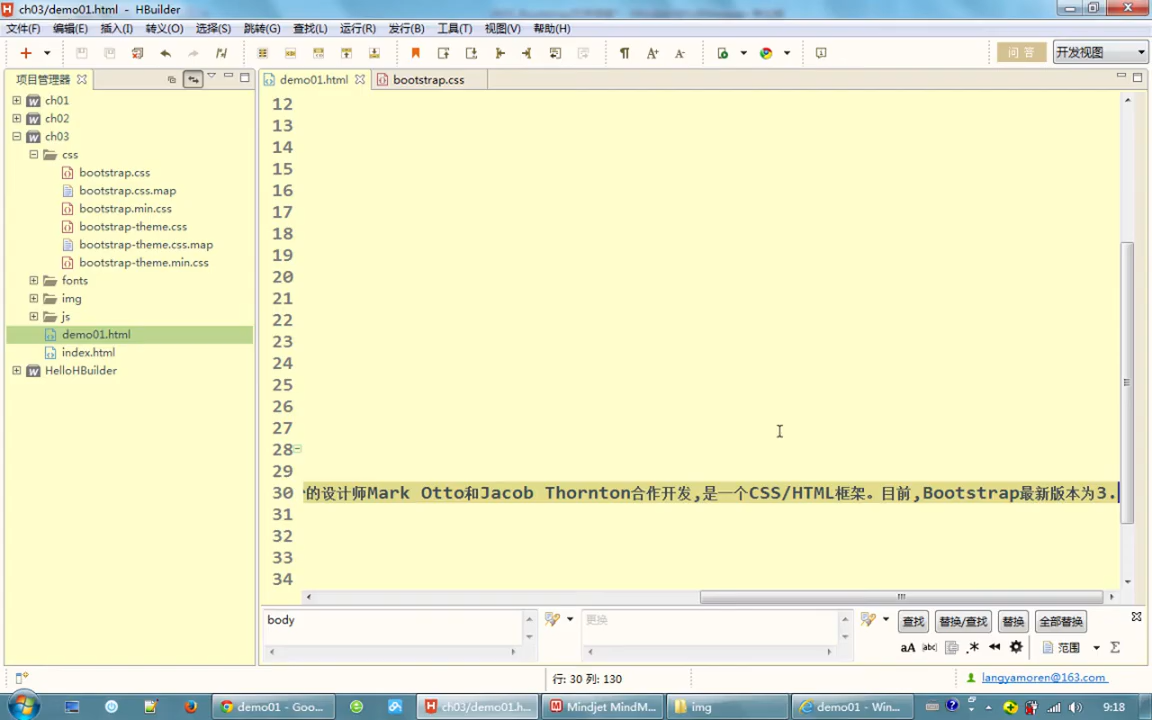 ch03/demo01.html - HBuilder
文件(F) 编辑(E) 插入(I) 转义(O) 选择(S) 跳转(G) 查找(L) 运行(R) 发行(B) 工具(T) 视图(V) 帮助(H)
问答 开发视图
项目管理器 demo01.html bootstrap.css
ch01
ch02
ch03
css
bootstrap.css
bootstrap.css.map
bootstrap.min.css
bootstrap-theme.css
bootstrap-theme.css.map
bootstrap-theme.min.css
fonts
img
js
demo01.html
index.html
HelloHBuilder
12
13
14
15
16
17
18
19
20
21
22
23
24
25
26
27
28
29
30 的设计师Mark Otto和Jacob Thornton合作开发,是一个CSS/HTML框架。目前,Bootstrap最新版本为3.
31
32
33
34
body 更换 查找 替换/查找 替换 全部替换
范围
行: 30 列: 130
langyamoren@163.com
demo01 - Goo... ch03/demo01.h... Mindjet MindM... img demo01 - Win... 9:18